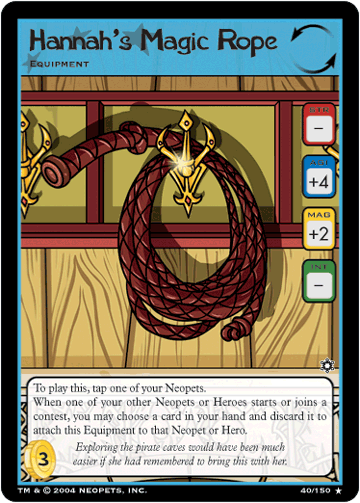 Hannah's Magic Rope
Equipment
STR
–
AGI
+4
MAG
+2
INT
–
To play this, tap one of your Neopets.
When one of your other Neopets or Heroes starts or joins a
contest, you may choose a card in your hand and discard it to
attach this Equipment to that Neopet or Hero.
3
Exploring the pirate caves would have been much
easier if she had remembered to bring this with her.
TM & © 2004 NEOPETS, INC.
40/150 ★